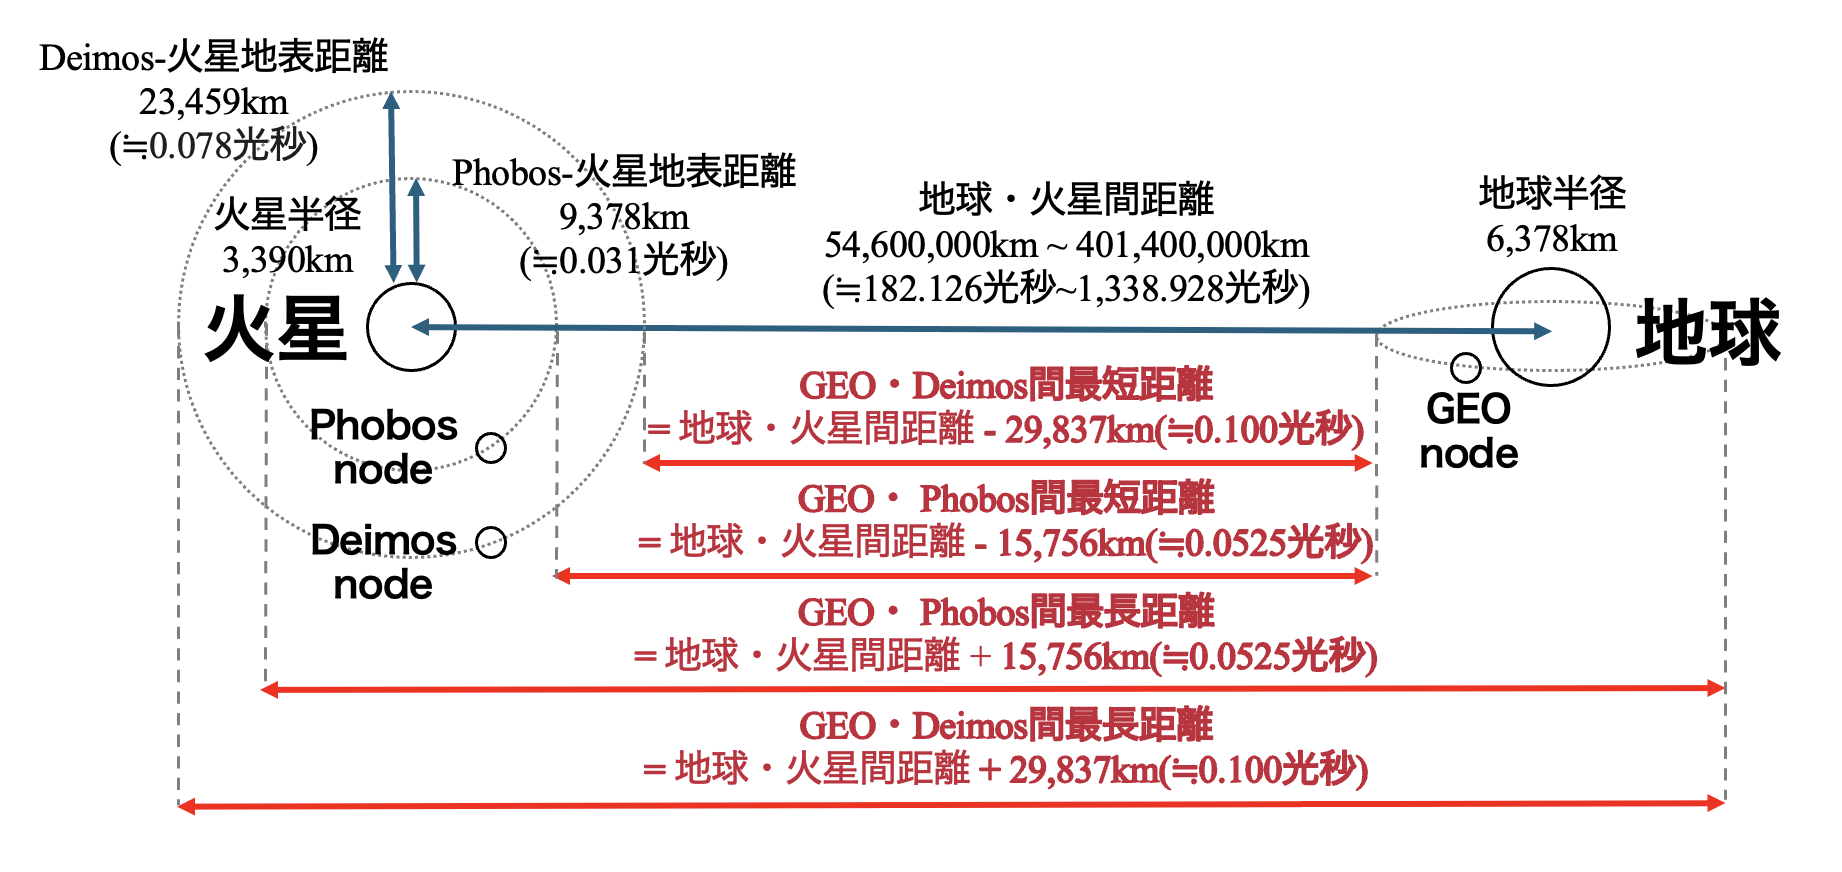 Deimos-火星地表距離
23,459km
(≒0.078光秒)
Phobos-火星地表距離
9,378km
(≒0.031光秒)
火星半径
3,390km
地球・火星間距離
54,600,000km ~ 401,400,000km
(≒182.126光秒~1,338.928光秒)
地球半径
6,378km
火星
地球
Phobos
node
Deimos
node
GEO
node
GEO・Deimos間最短距離
= 地球・火星間距離 - 29,837km(≒0.100光秒)
GEO・ Phobos間最短距離
= 地球・火星間距離 - 15,756km(≒0.0525光秒)
GEO・ Phobos間最長距離
= 地球・火星間距離 + 15,756km(≒0.0525光秒)
GEO・Deimos間最長距離
= 地球・火星間距離 + 29,837km(≒0.100光秒)